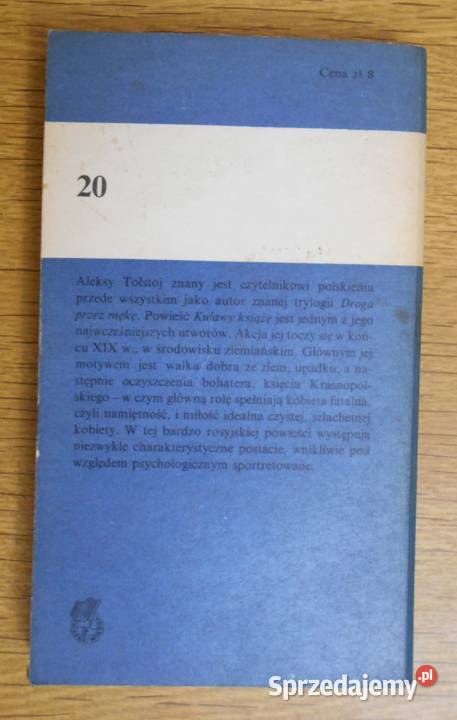 Cena zł 8
20
Aleksy Tołstoj znany jest czytelnikowi polskiemu
przede wszystkim jako autor znanej trylogii Droga
przez mękę. Powieść Kulawy książę jest jednym z jego
najwcześniejszych utworów. Akcja jej toczy się w koń-
cu XIX w., w środowisku ziemiańskim. Głównym jej
motywem jest walka dobra ze złem, upadku, a na-
stępnie oczyszczenia bohatera, księcia Krasnopol-
skiego – w czym główną rolę spełniają kobieta fatalna,
czyli namiętność, i miłość idealna czystej, szlachetnej
kobiety. W tej bardzo rosyjskiej powieści występują
niezwykle charakterystyczne postacie, wnikliwie pod
względem psychologicznym sportretowane.
Sprzedajemy.pl